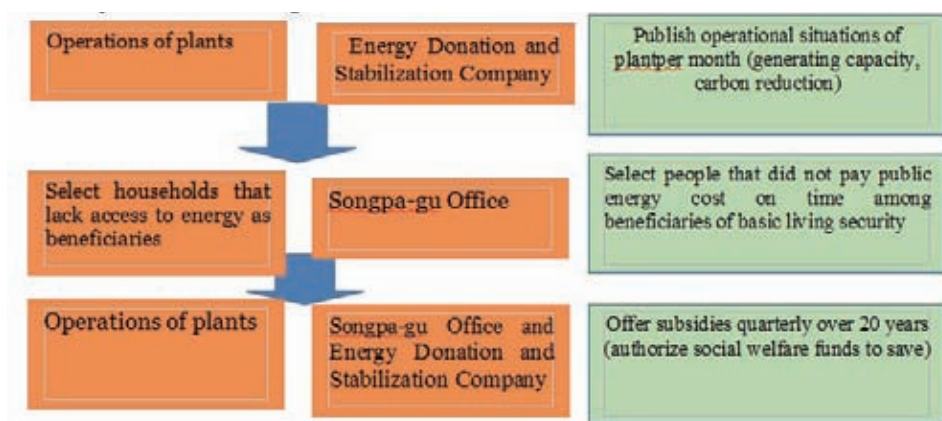 Operations of plants
Energy Donation and
Stabilization Company
Publish operational situations of
plantper month (generating capacity,
carbon reduction)
Select households that
lack access to energy as
beneficiaries
Songpa-gu Office
Select people that did not pay public
energy cost on time among
beneficiaries of basic living security
Operations of plants
Songpa-gu Office and
Energy Donation and
Stabilization Company
Offer subsidies quarterly over 20 years
(authorize social welfare funds to save)